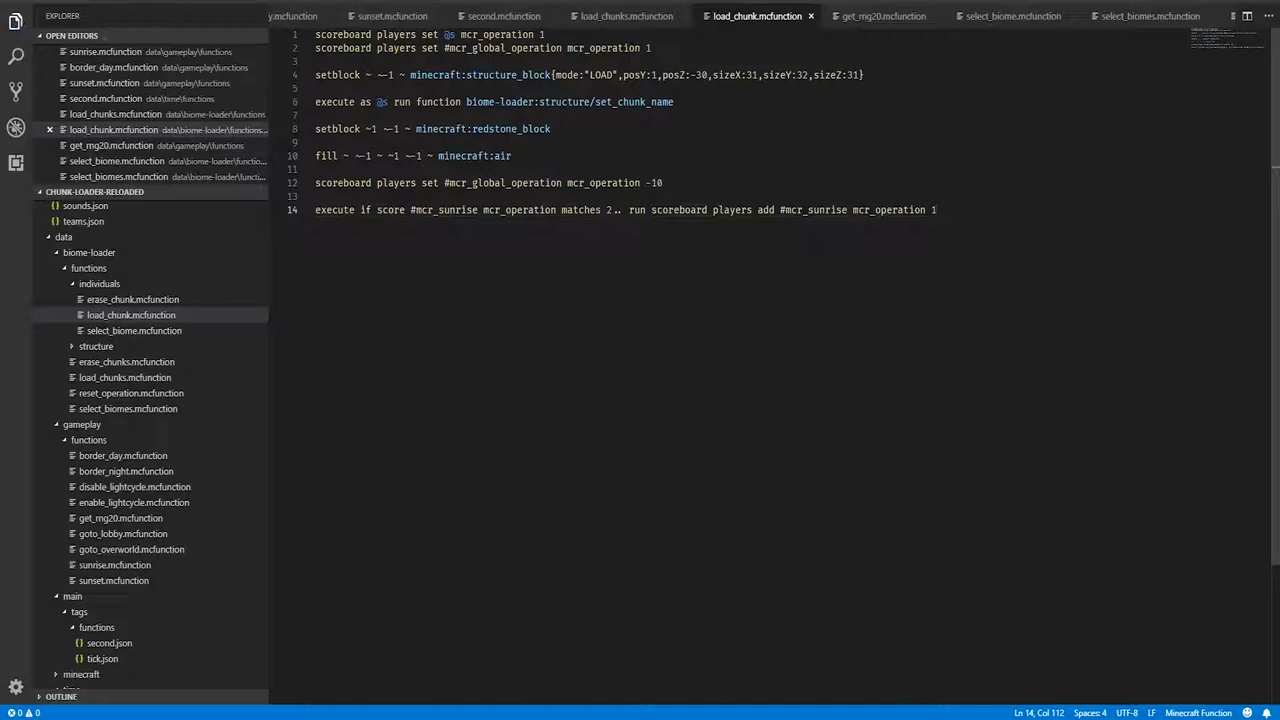 EXPLORER
OPEN EDITORS
sunrise.mcfunction data\gameplay\functions
border_day.mcfunction data\gameplay\functions
sunset.mcfunction data\gameplay\functions
second.mcfunction data\time\functions
load_chunks.mcfunction data\biome-loader\functions
load_chunk.mcfunction data\biome-loader\functions...
get_rng20.mcfunction data\gameplay\functions
select_biome.mcfunction data\biome-loader\functio...
select_biomes.mcfunction data\biome-loader\functi...
CHUNK-LOADER-RELOADED
sounds.json
teams.json
data
biome-loader
functions
individuals
erase_chunk.mcfunction
load_chunk.mcfunction
select_biome.mcfunction
structure
erase_chunks.mcfunction
load_chunks.mcfunction
reset_operation.mcfunction
select_biomes.mcfunction
gameplay
functions
border_day.mcfunction
border_night.mcfunction
disable_lightcycle.mcfunction
enable_lightcycle.mcfunction
get_rng20.mcfunction
goto_lobby.mcfunction
goto_overworld.mcfunction
sunrise.mcfunction
sunset.mcfunction
main
tags
functions
second.json
tick.json
minecraft
OUTLINE
y.mcfunction sunset.mcfunction second.mcfunction load_chunks.mcfunction load_chunk.mcfunction × get_rng20.mcfunction select_biome.mcfunction select_biomes.mcfunction
1 scoreboard players set @s mcr_operation 1
2 scoreboard players set #mcr_global_operation mcr_operation 1
3
4 setblock ~ ~-1 ~ minecraft:structure_block{mode:"LOAD",posY:1,posZ:-30,sizeX:31,sizeY:32,sizeZ:31}
5
6 execute as @s run function biome-loader:structure/set_chunk_name
7
8 setblock ~1 ~-1 ~ minecraft:redstone_block
9
10 fill ~ ~-1 ~ ~1 ~-1 ~ minecraft:air
11
12 scoreboard players set #mcr_global_operation mcr_operation -10
13
14 execute if score #mcr_sunrise mcr_operation matches 2.. run scoreboard players add #mcr_sunrise mcr_operation 1
0 0 Ln 14, Col 112 Spaces: 4 UTF-8 LF Minecraft Function